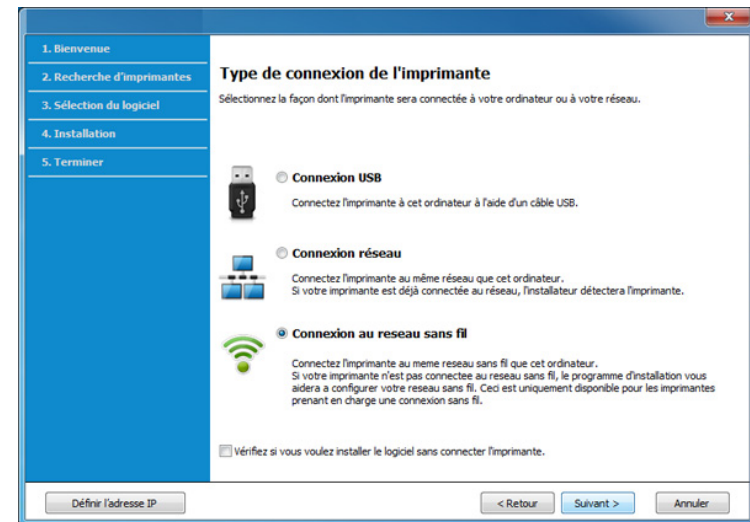 1. Bienvenue
2. Recherche d'imprimantes
3. Sélection du logiciel
4. Installation
5. Terminer
Type de connexion de l'imprimante
Sélectionnez la façon dont l'imprimante sera connectée à votre ordinateur ou à votre réseau.
Connexion USB
Connectez l'imprimante à cet ordinateur à l'aide d'un câble USB.
Connexion réseau
Connectez l'imprimante au même réseau que cet ordinateur.
Si votre imprimante est déjà connectée au réseau, l'installateur détectera l'imprimante.
Connexion au reseau sans fil
Connectez l'imprimante au meme reseau sans fil que cet ordinateur.
Si votre imprimante n'est pas connectee au reseau sans fil, le programme d'installation vous
aidera a configurer votre reseau sans fil. Ceci est uniquement disponible pour les imprimantes
prenant en charge une connexion sans fil.
Vérifiez si vous voulez installer le logiciel sans connecter l'imprimante.
Définir l'adresse IP
< Retour
Suivant >
Annuler